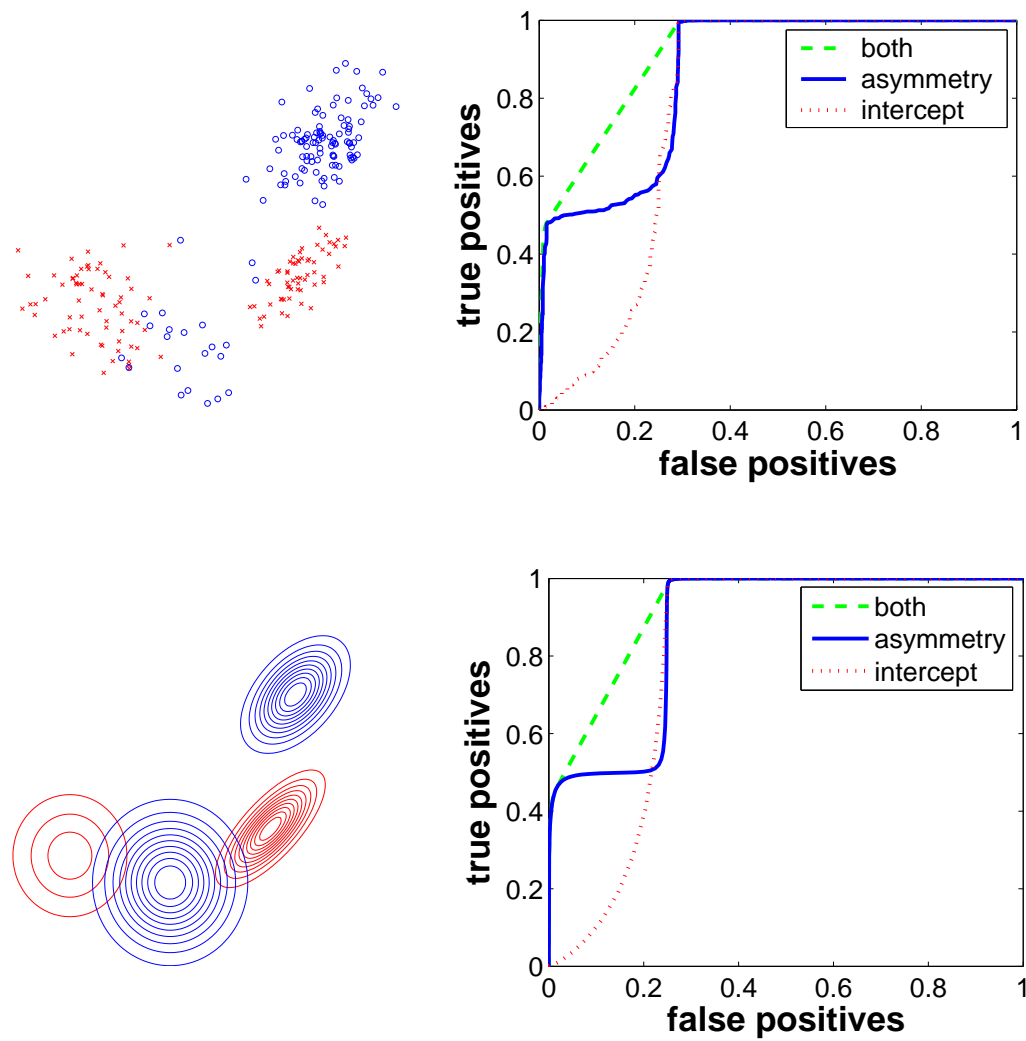 1
0.8
0.6
0.4
0.2
0
0 0.2 0.4 0.6 0.8 1
true positives
false positives
both
asymmetry
intercept
1
0.8
0.6
0.4
0.2
0
0 0.2 0.4 0.6 0.8 1
true positives
false positives
both
asymmetry
intercept